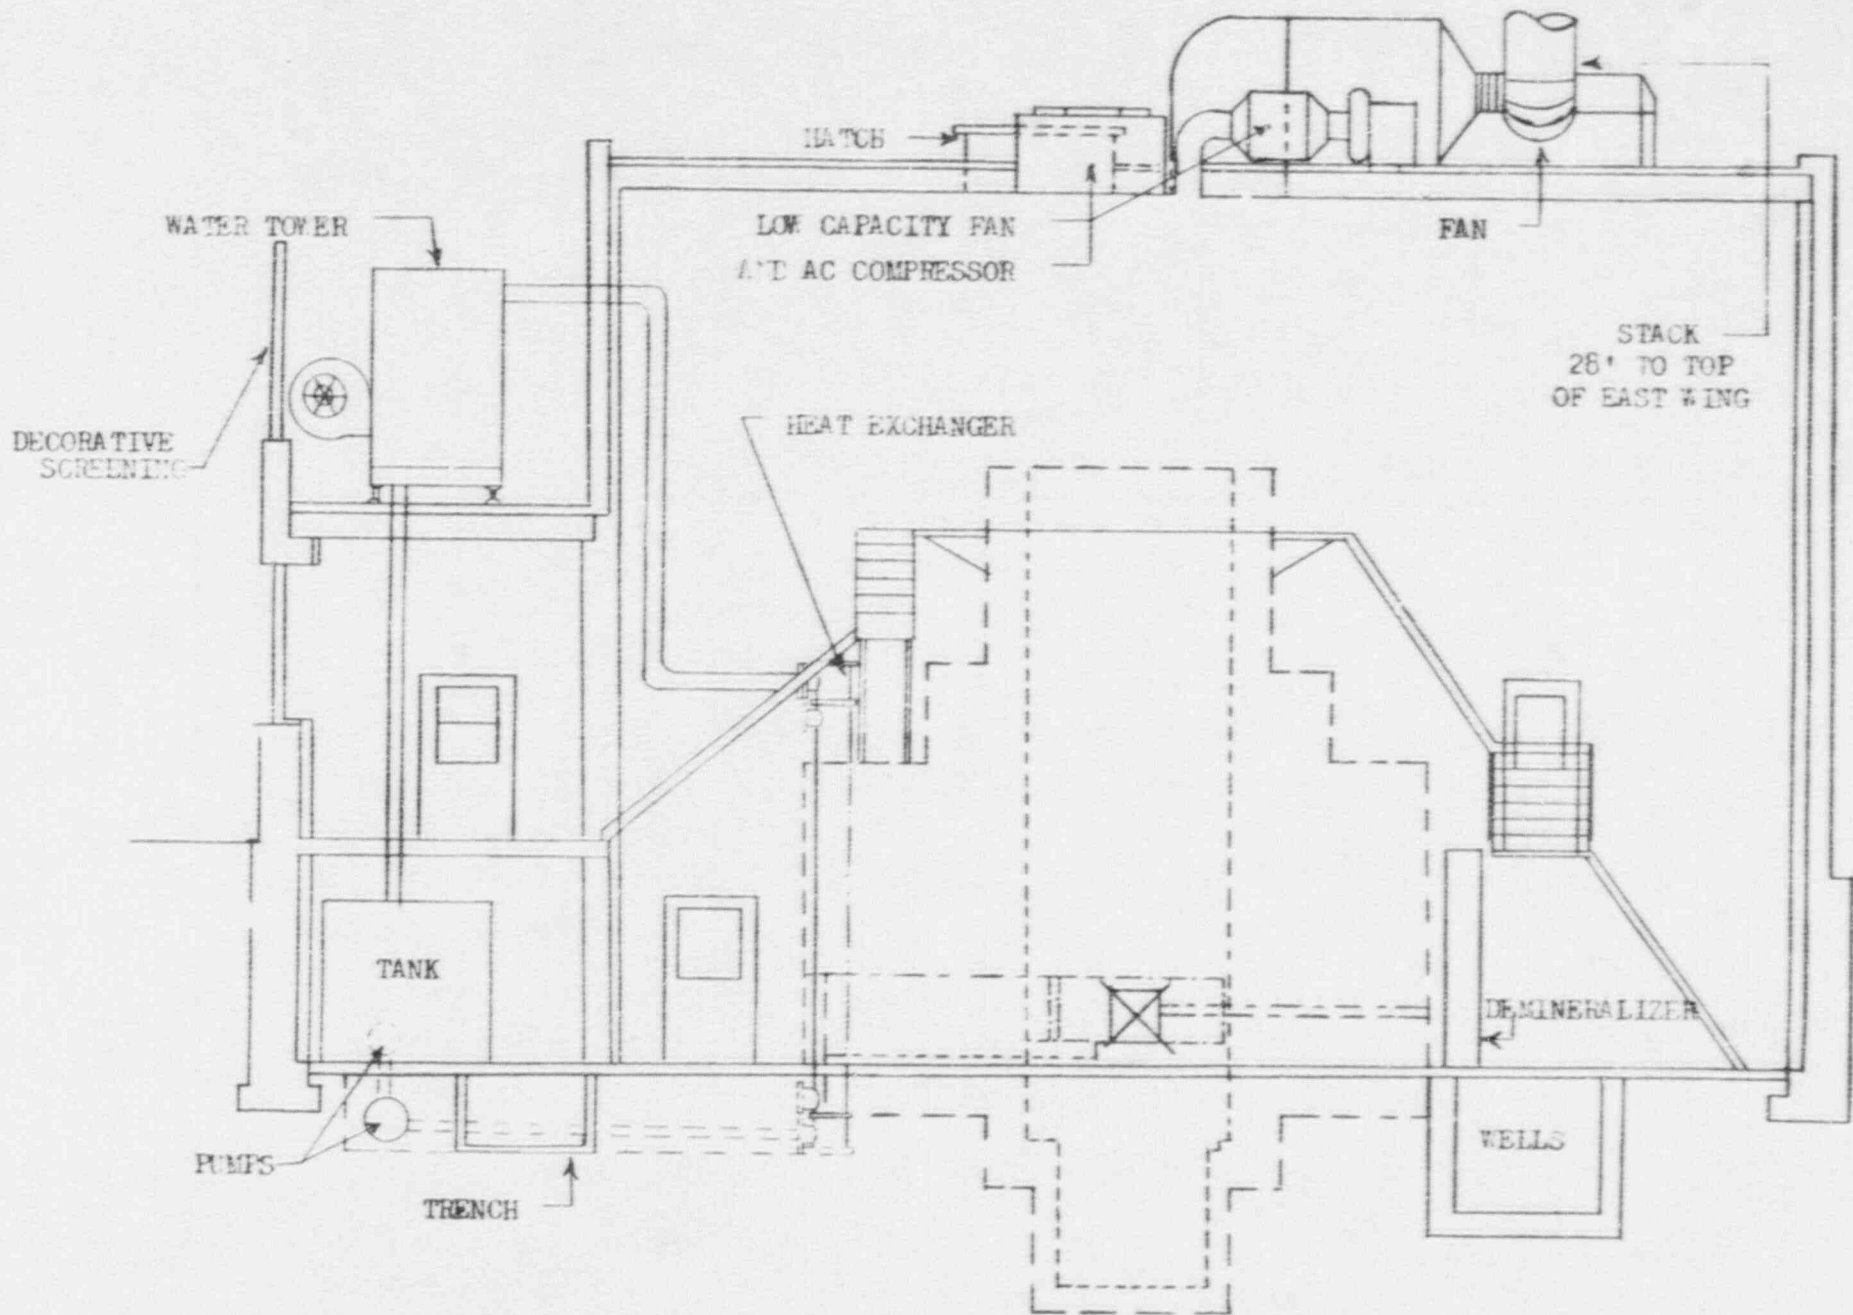 HATCH
WATER TOWER
LOW CAPACITY FAN
AND AC COMPRESSOR
FAN
STACK
28' TO TOP
OF EAST WING
HEAT EXCHANGER
DECORATIVE
SCREENING
TANK
DEMINERALIZER
PUMPS
WELLS
TRENCH